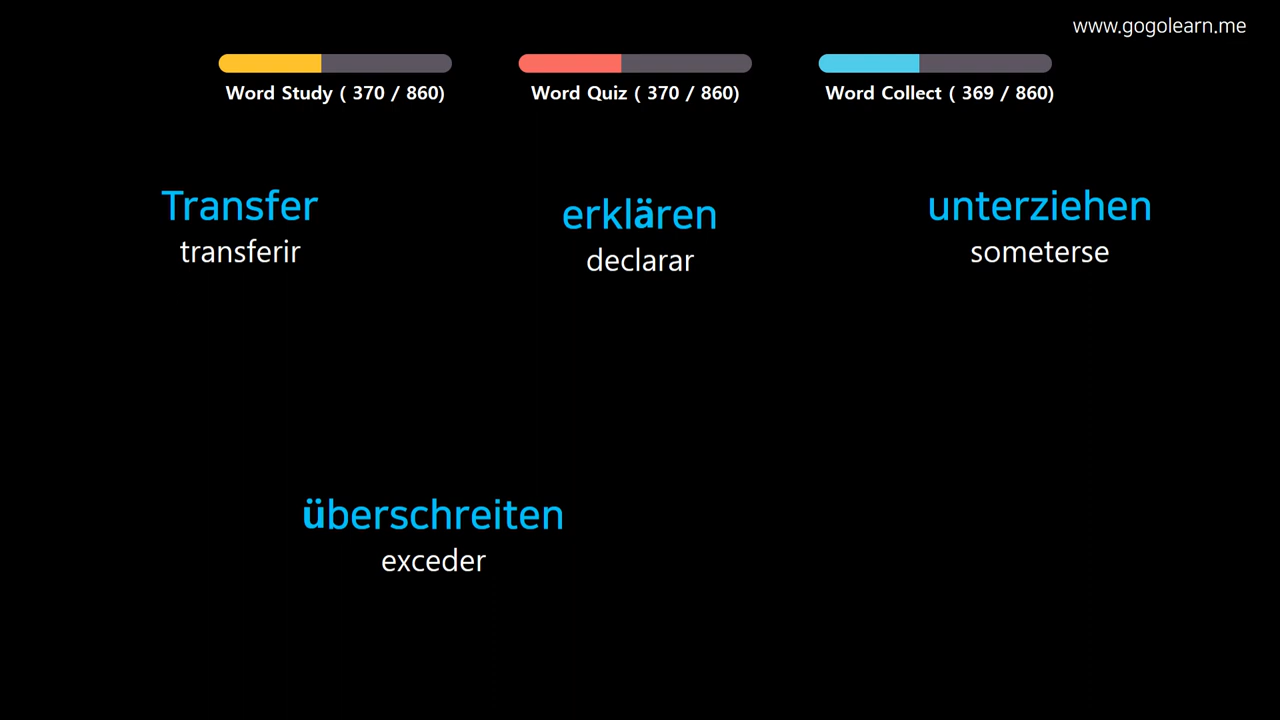 www.gogolearn.me
Word Study ( 370 / 860)
Word Quiz ( 370 / 860)
Word Collect ( 369 / 860)
Transfer
transferir
erklären
declarar
unterziehen
someterse
überschreiten
exceder